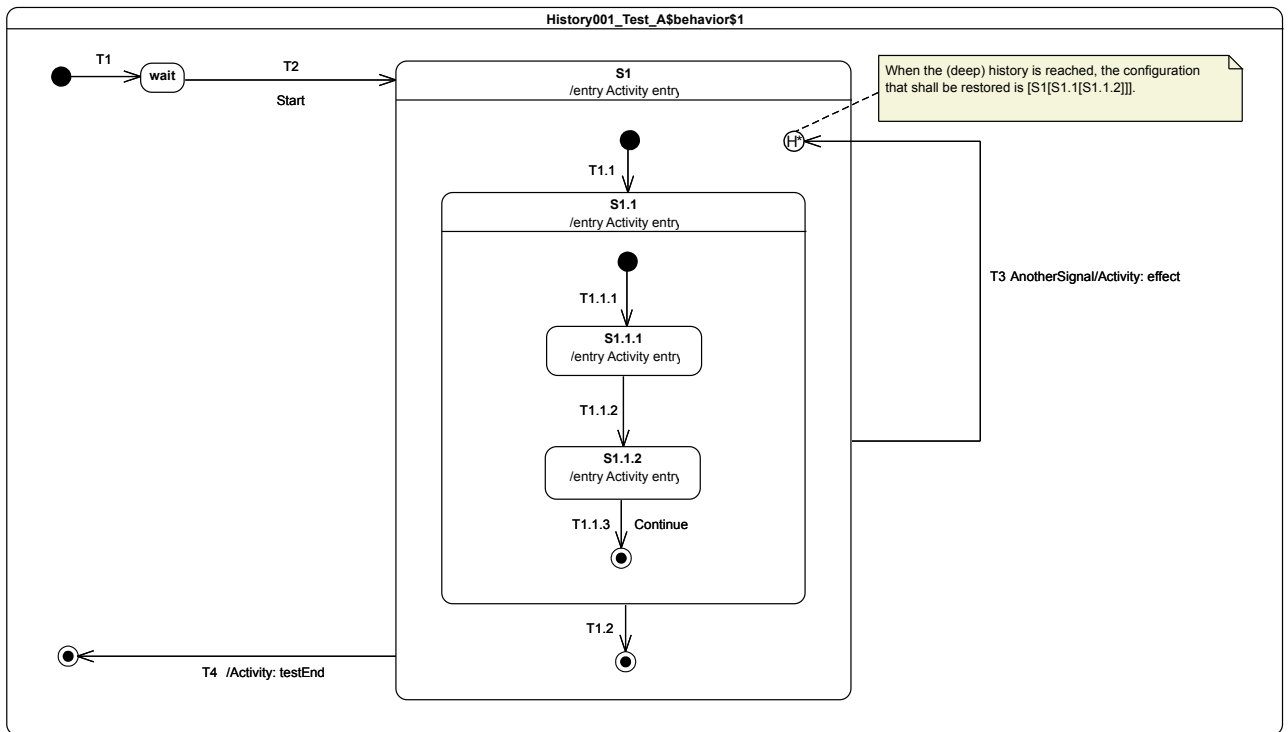 History001_Test_A$behavior$1
T1
wait
T2
Start
S1
/entry Activity entry
When the (deep) history is reached, the configuration
that shall be restored is [S1[S1.1[S1.1.2]]].
H*
T1.1
S1.1
/entry Activity entry
T3 AnotherSignal/Activity: effect
T1.1.1
S1.1.1
/entry Activity entry
T1.1.2
S1.1.2
/entry Activity entry
T1.1.3 Continue
T1.2
T4 /Activity: testEnd